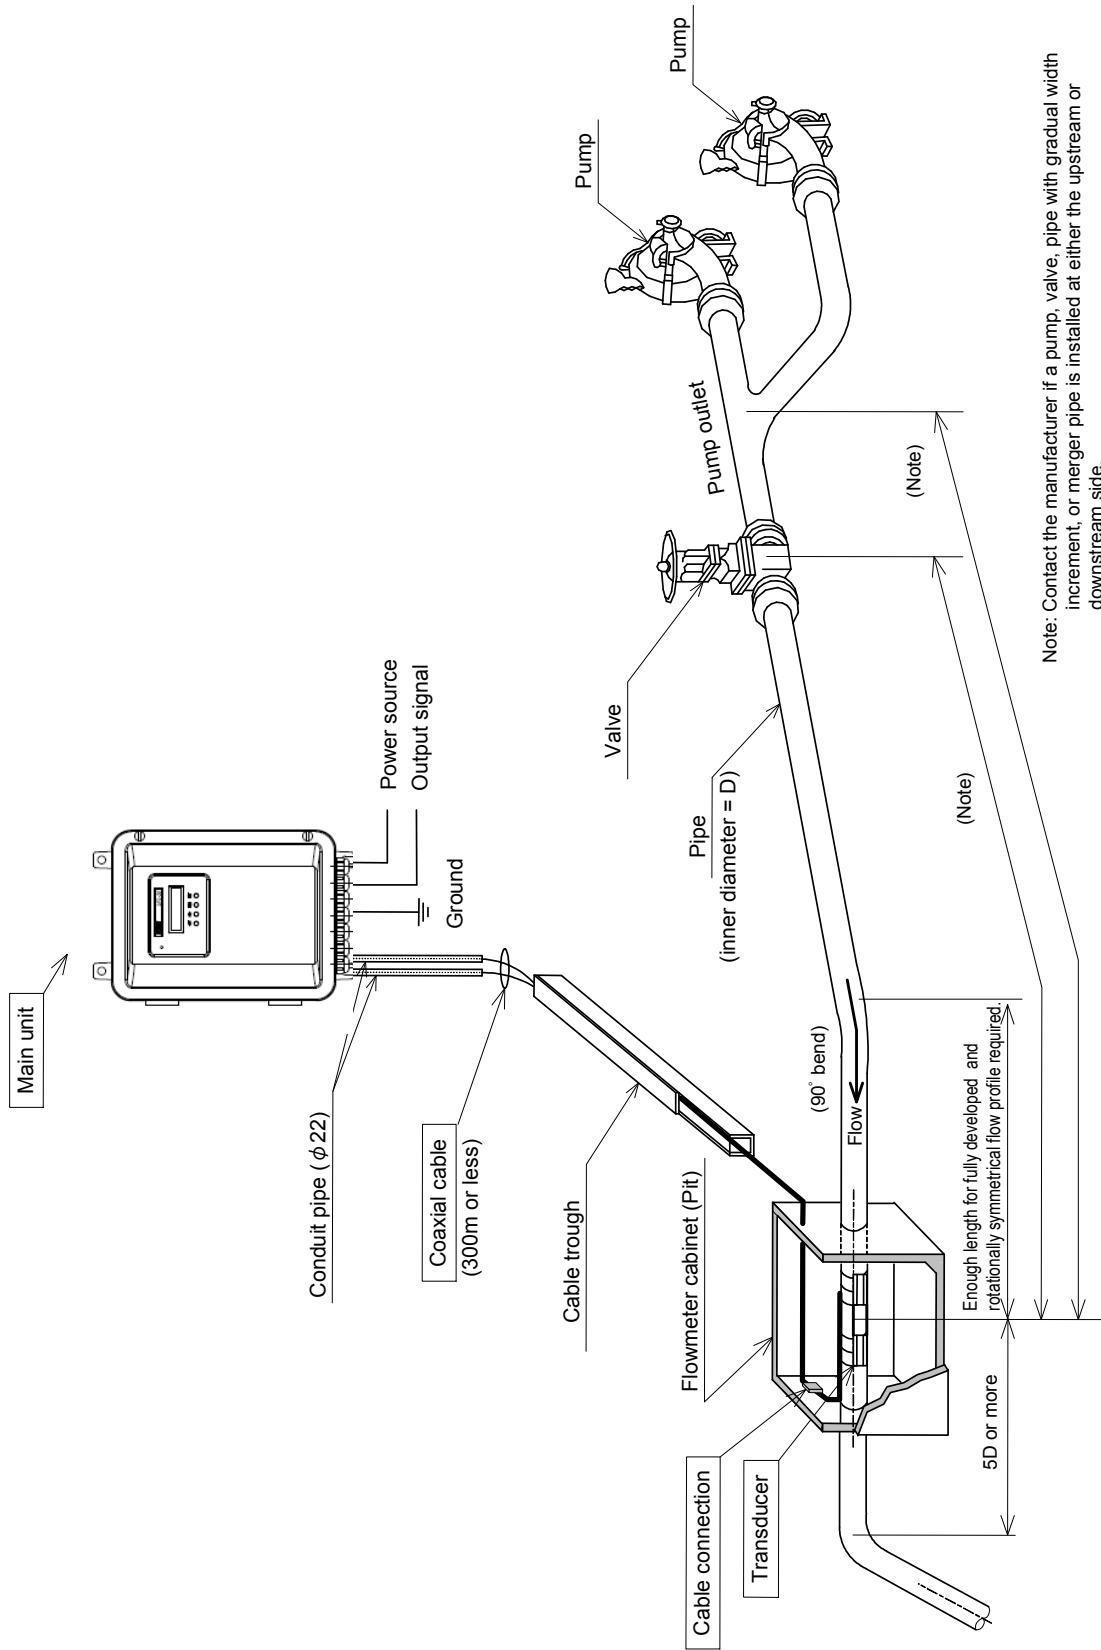 Main unit
Power source
Output signal
Ground
Conduit pipe (ϕ22)
Coaxial cable
(300m or less)
Cable trough
Flowmeter cabinet (Pit)
Cable connection
Transducer
(90° bend)
Flow
Pipe
(inner diameter = D)
Valve
Pump outlet
Pump
Pump
5D or more
Enough length for fully developed and
rotationally symmetrical flow profile required.
(Note)
(Note)
Note: Contact the manufacturer if a pump, valve, pipe with gradual width
increment, or merger pipe is installed at either the upstream or
downstream side.